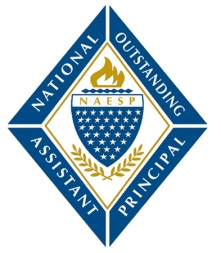 NATIONAL
OUTSTANDING
NAESP
ASSISTANT
PRINCIPAL